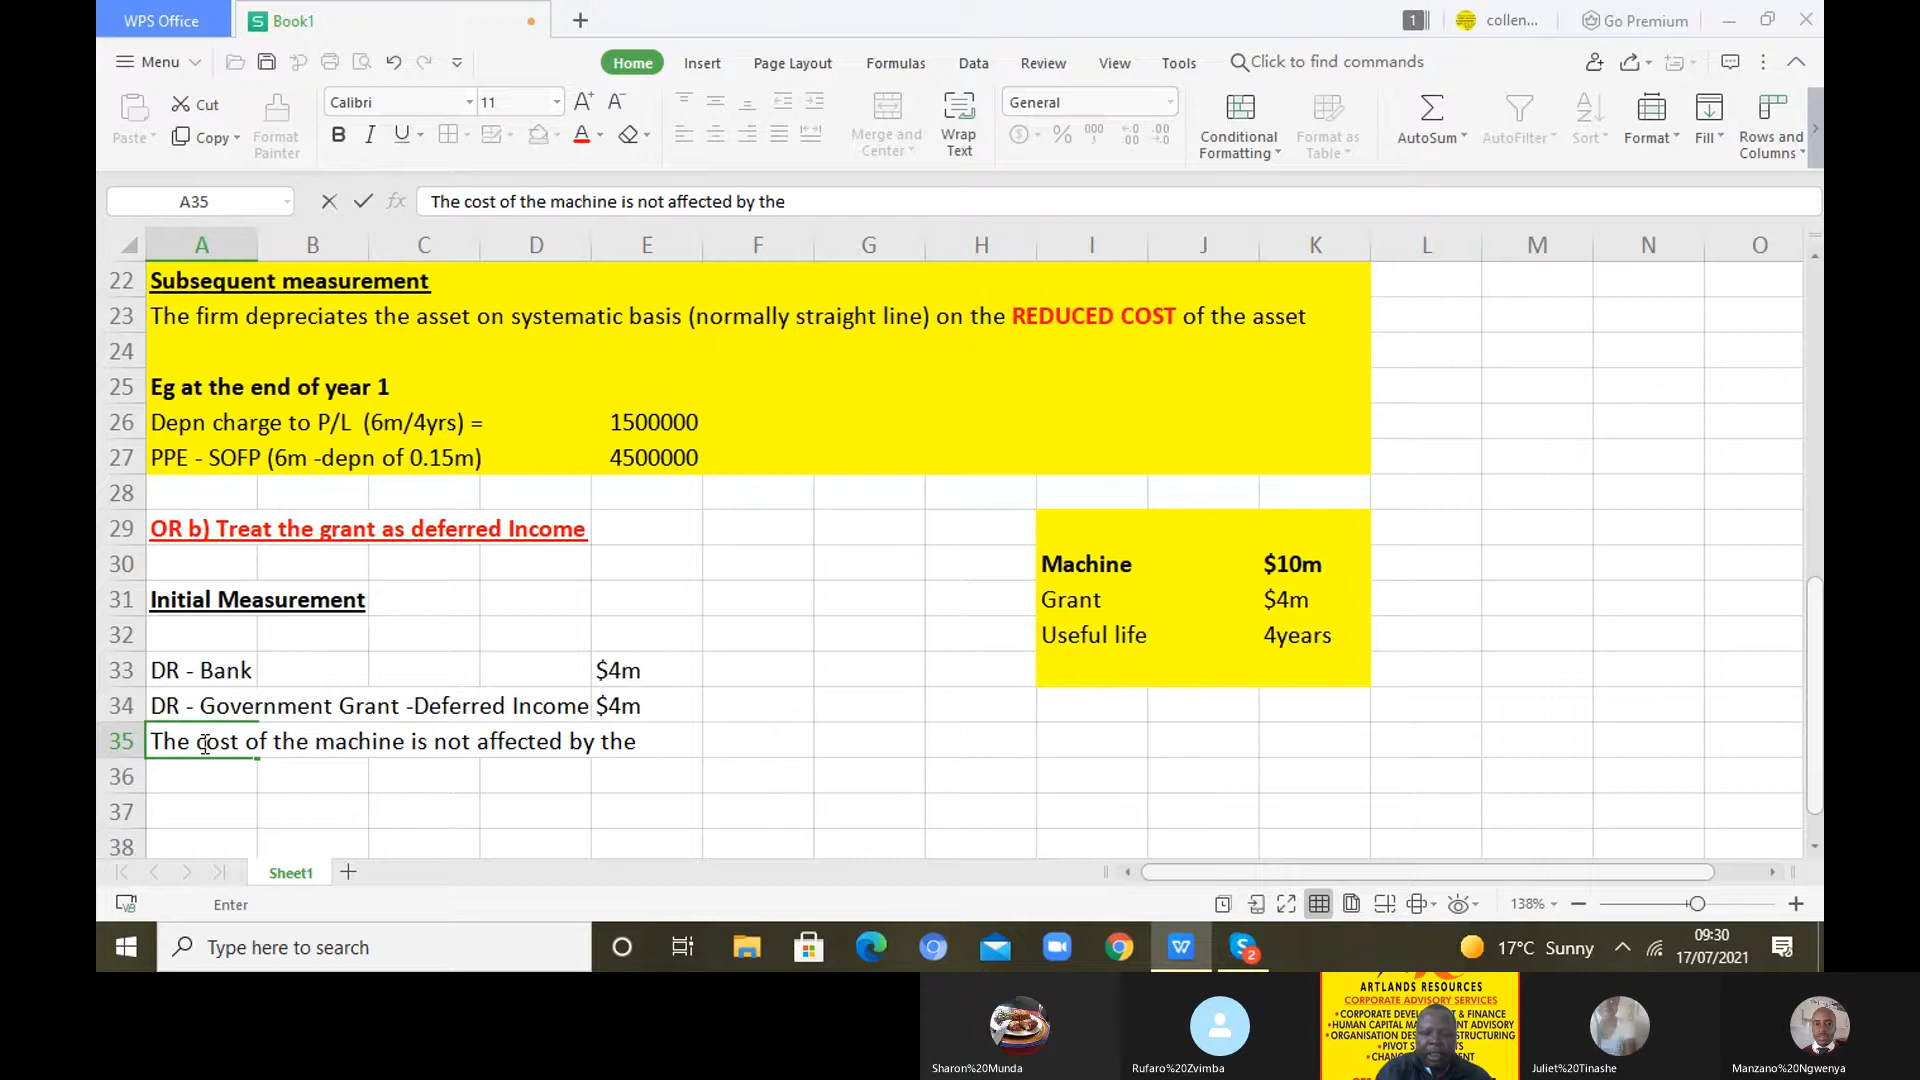 WPS Office
Book1
1
collen...
Go Premium
Menu
Home Insert Page Layout Formulas Data Review View Tools Click to find commands
Paste Cut Copy Format Painter
Calibri 11
Merge and Center Wrap Text
General
Conditional Formatting Format as Table AutoSum AutoFilter Sort Format Fill Rows and Columns
A35 fx The cost of the machine is not affected by the
A B C D E F G H I J K L M N O
22 Subsequent measurement
23 The firm depreciates the asset on systematic basis (normally straight line) on the REDUCED COST of the asset
24
25 Eg at the end of year 1
26 Depn charge to P/L (6m/4yrs) = 1500000
27 PPE - SOFP (6m -depn of 0.15m) 4500000
28
29 OR b) Treat the grant as deferred Income
30 Machine $10m
31 Initial Measurement Grant $4m
32 Useful life 4years
33 DR - Bank $4m
34 DR - Government Grant -Deferred Income $4m
35 The cost of the machine is not affected by the
36
37
38
Sheet1
Enter
138%
Type here to search
2
17°C Sunny
09:30
17/07/2021
ARTLANDS RESOURCES
CORPORATE ADVISORY SERVICES
Sharon%20Munda
Rufaro%20Zvimba
Juliet%20Tinashe
Manzano%20Ngwenya